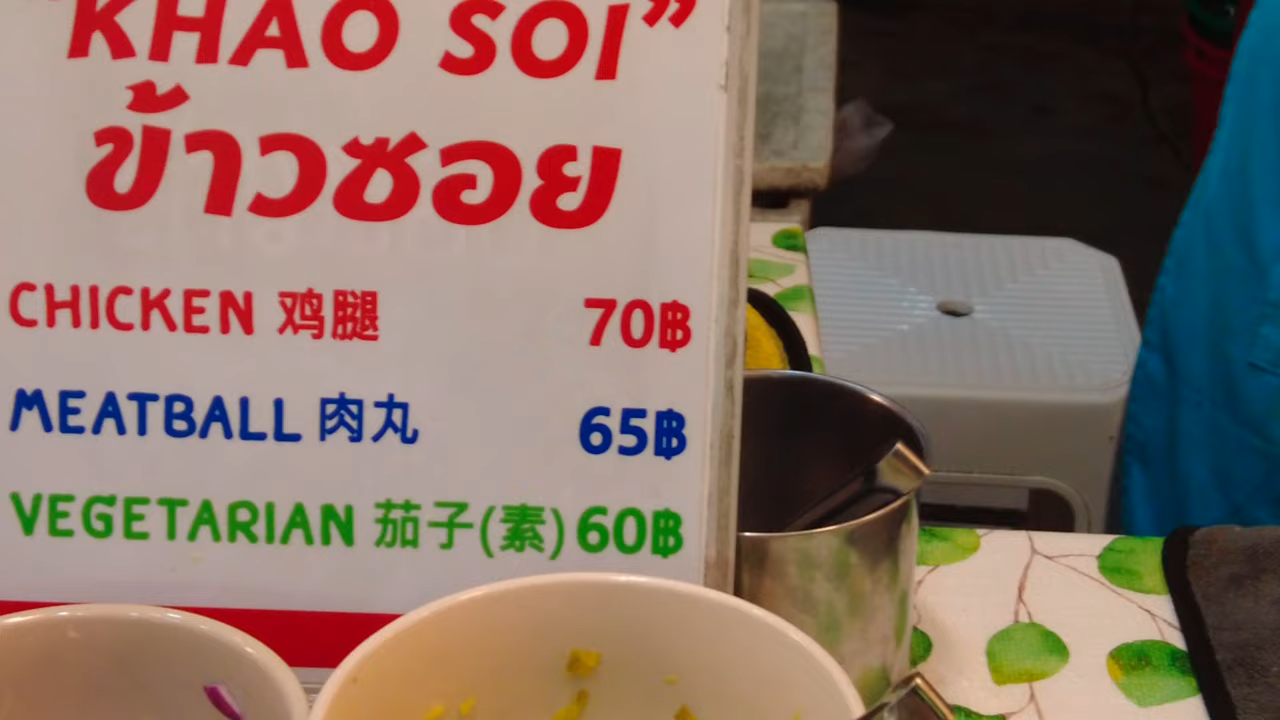 "KHAO SOI"
ข้าวซอย
CHICKEN 鸡腿 70฿
MEATBALL 肉丸 65฿
VEGETARIAN 茄子(素) 60฿